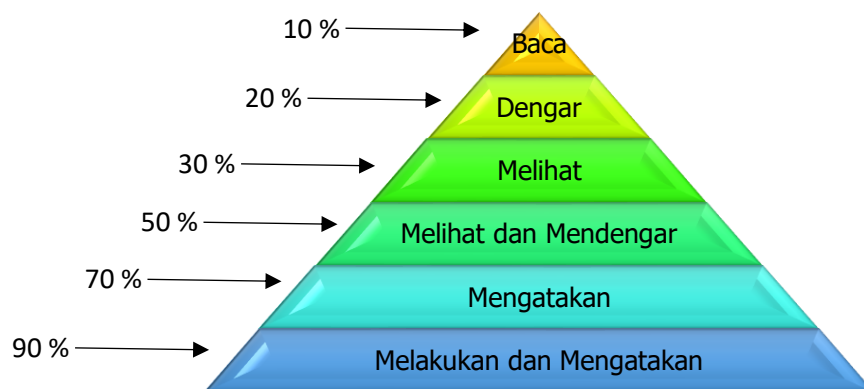 10 %
Baca
20 %
Dengar
30 %
Melihat
50 %
Melihat dan Mendengar
70 %
Mengatakan
90 %
Melakukan dan Mengatakan